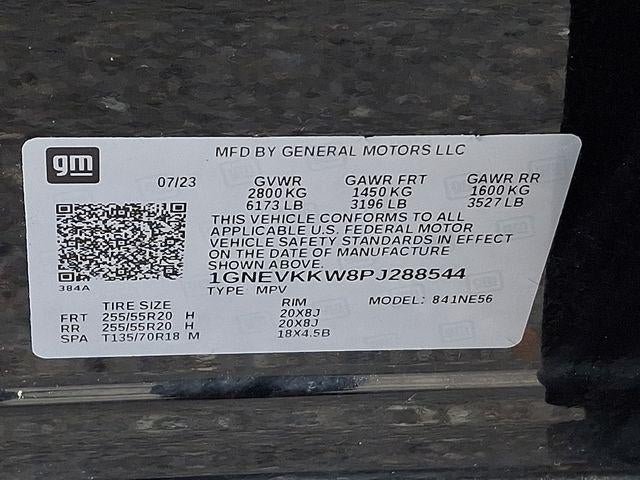 gm
MFD BY GENERAL MOTORS LLC
07/23 GVWR GAWR FRT GAWR RR
2800 KG 1450 KG 1600 KG
6173 LB 3196 LB 3527 LB
THIS VEHICLE CONFORMS TO ALL
APPLICABLE U.S. FEDERAL MOTOR
VEHICLE SAFETY STANDARDS IN EFFECT
ON THE DATE OF MANUFACTURE
SHOWN ABOVE
384A
1GNEVKKW8PJ288544
TYPE MPV MODEL: 841NE56
TIRE SIZE RIM
FRT 255/55R20 H 20X8J
RR 255/55R20 H 20X8J
SPA T135/70R18 M 18X4.5B